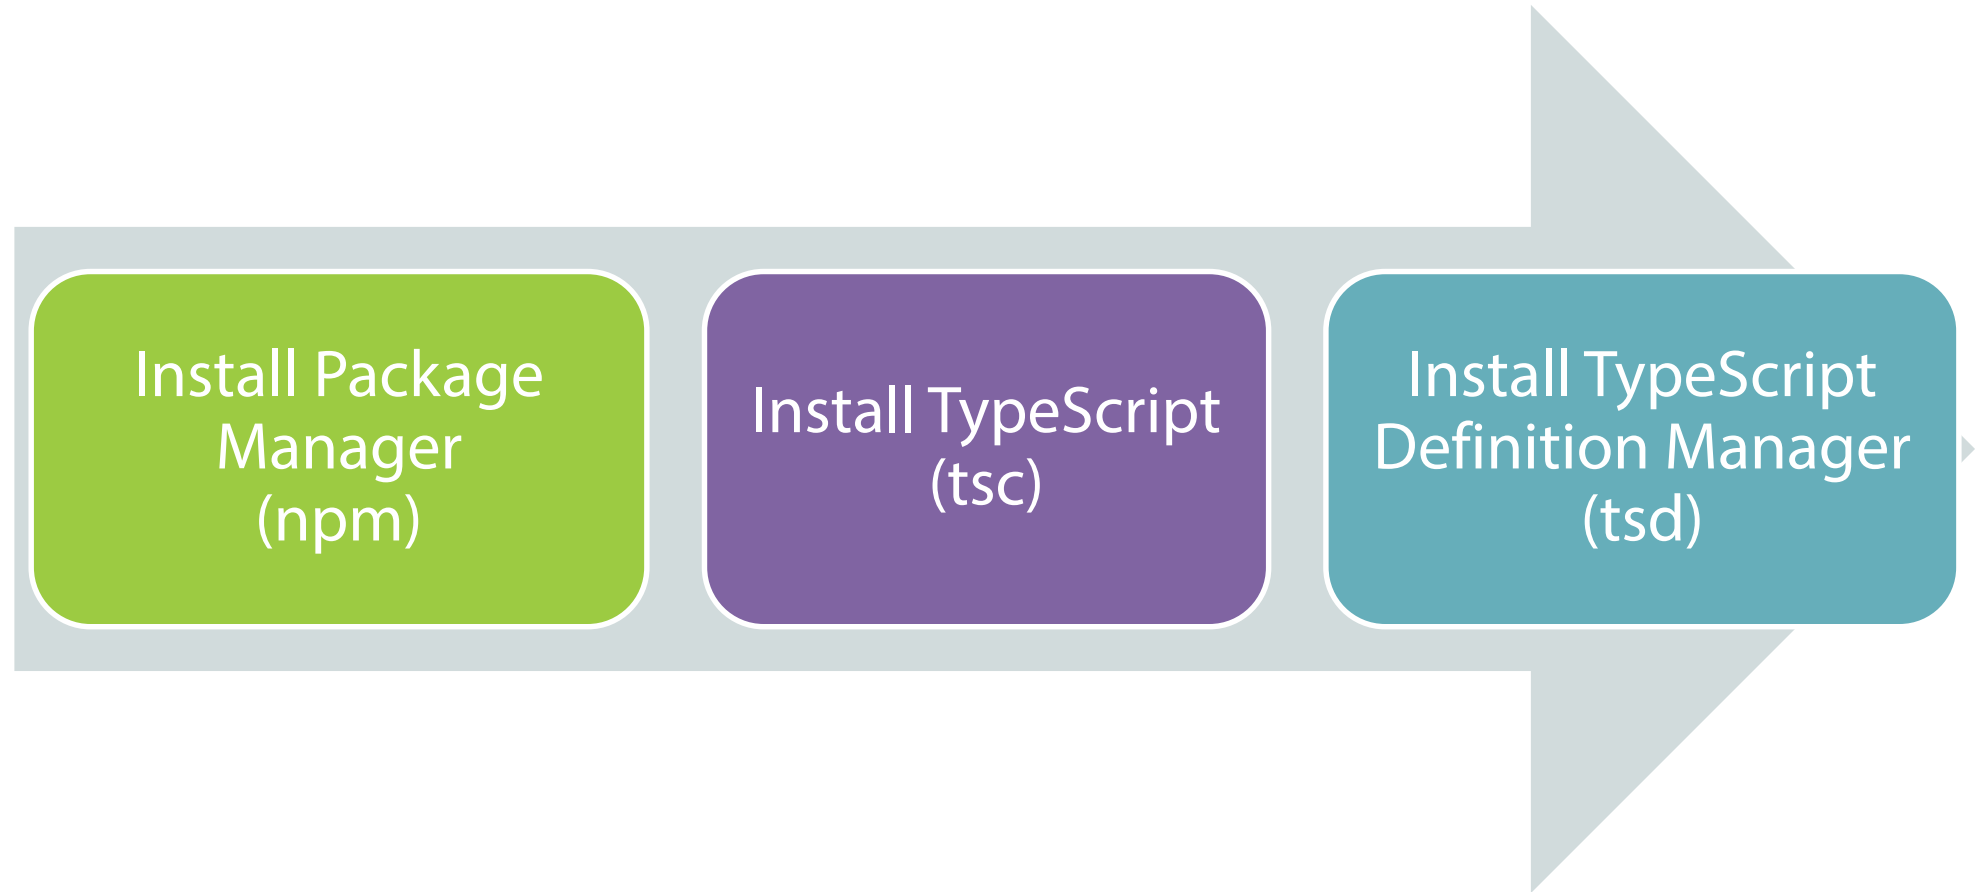 Install Package
Manager
(npm)
Install TypeScript
(tsc)
Install TypeScript
Definition Manager
(tsd)